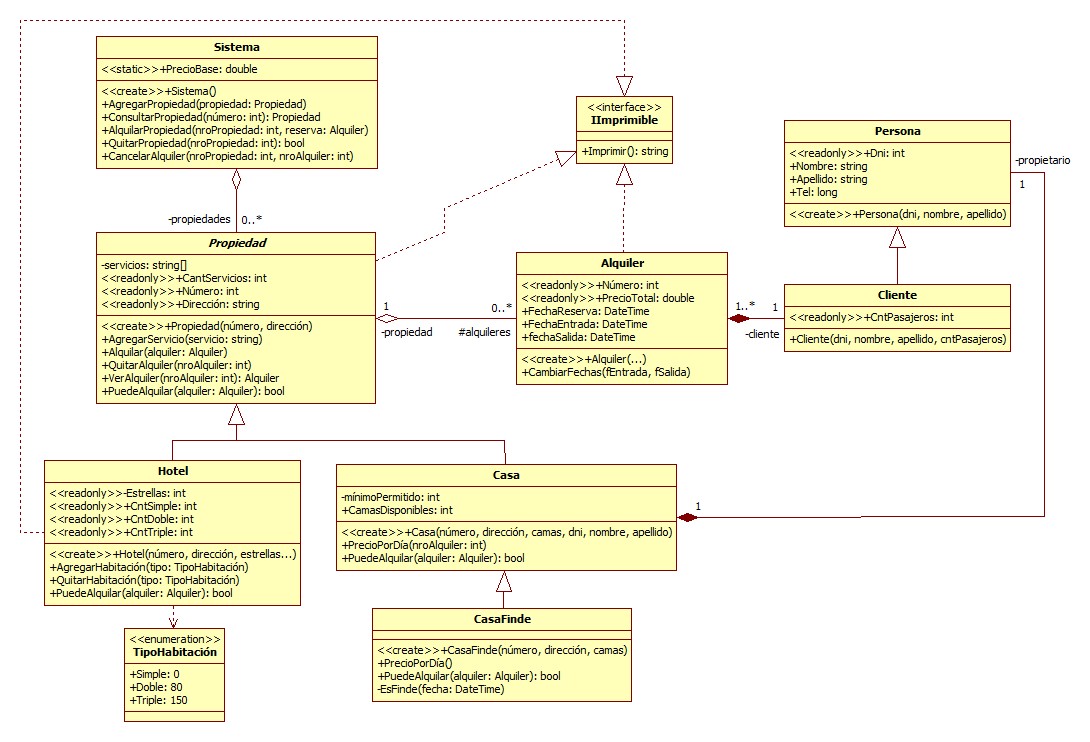 Sistema
<<static>>+PrecioBase: double
<<create>>+Sistema()
+AgregarPropiedad(propiedad: Propiedad)
+ConsultarPropiedad(número: int): Propiedad
+AlquilarPropiedad(nroPropiedad: int, reserva: Alquiler)
+QuitarPropiedad(nroPropiedad: int): bool
+CancelarAlquiler(nroPropiedad: int, nroAlquiler: int)
<<interface>>
IImprimible
+Imprimir(): string
Persona
<<readonly>>+Dni: int
+Nombre: string
+Apellido: string
+Tel: long
<<create>>+Persona(dni, nombre, apellido)
-propietario
1
-propiedades
0..*
Propiedad
-servicios: string[]
<<readonly>>+CantServicios: int
<<readonly>>+Número: int
<<readonly>>+Dirección: string
<<create>>+Propiedad(número, dirección)
+AgregarServicio(servicio: string)
+Alquilar(alquiler: Alquiler)
+QuitarAlquiler(nroAlquiler: int)
+VerAlquiler(nroAlquiler: int): Alquiler
+PuedeAlquilar(alquiler: Alquiler): bool
1
-propiedad
0..*
#alquileres
Alquiler
<<readonly>>+Número: int
<<readonly>>+PrecioTotal: double
+FechaReserva: DateTime
+FechaEntrada: DateTime
+fechaSalida: DateTime
<<create>>+Alquiler(...)
+CambiarFechas(fEntrada, fSalida)
1..*
1
-cliente
Cliente
<<readonly>>+CntPasajeros: int
+Cliente(dni, nombre, apellido, cntPasajeros)
Hotel
<<readonly>>-Estrellas: int
<<readonly>>+CntSimple: int
<<readonly>>+CntDoble: int
<<readonly>>+CntTriple: int
<<create>>+Hotel(número, dirección, estrellas...)
+AgregarHabitación(tipo: TipoHabitación)
+QuitarHabitación(tipo: TipoHabitación)
+PuedeAlquilar(alquiler: Alquiler): bool
Casa
-mínimoPermitido: int
+CamasDisponibles: int
<<create>>+Casa(número, dirección, camas, dni, nombre, apellido)
+PrecioPorDía(nroAlquiler: int)
+PuedeAlquilar(alquiler: Alquiler): bool
1
CasaFinde
<<create>>+CasaFinde(número, dirección, camas)
+PrecioPorDía()
+PuedeAlquilar(alquiler: Alquiler): bool
-EsFinde(fecha: DateTime)
<<enumeration>>
TipoHabitación
+Simple: 0
+Doble: 80
+Triple: 150